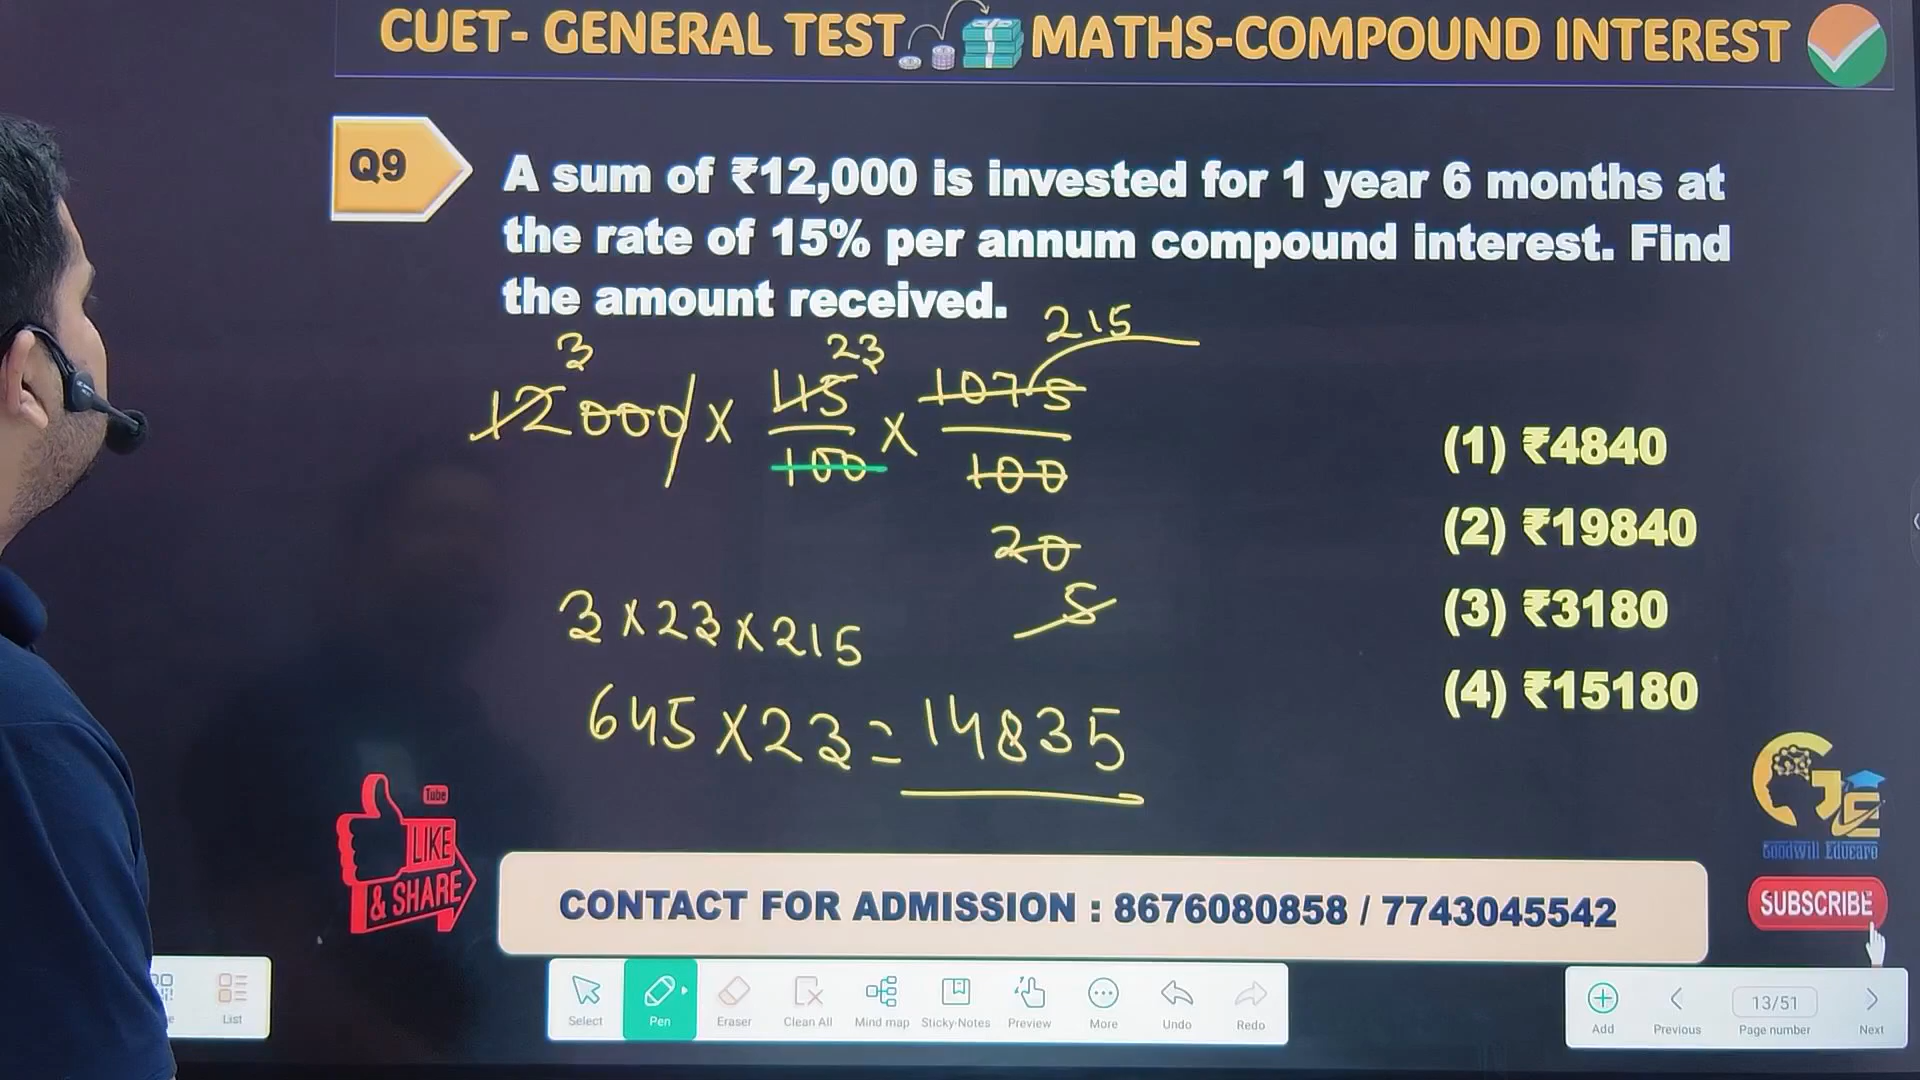 CUET- GENERAL TEST MATHS-COMPOUND INTEREST
Q9
A sum of ₹12,000 is invested for 1 year 6 months at
the rate of 15% per annum compound interest. Find
the amount received.
3 23 215
12000 × 115/100 × 1075/100
20
5
3×23×215
645×23=14835
(1) ₹4840
(2) ₹19840
(3) ₹3180
(4) ₹15180
Tube
LIKE
& SHARE
GE
Goodwill Educare
SUBSCRIBE
CONTACT FOR ADMISSION : 8676080858 / 7743045542
List
Select Pen Eraser Clean All Mind map Sticky-Notes Preview More Undo Redo
Add Previous 13/51 Page number Next